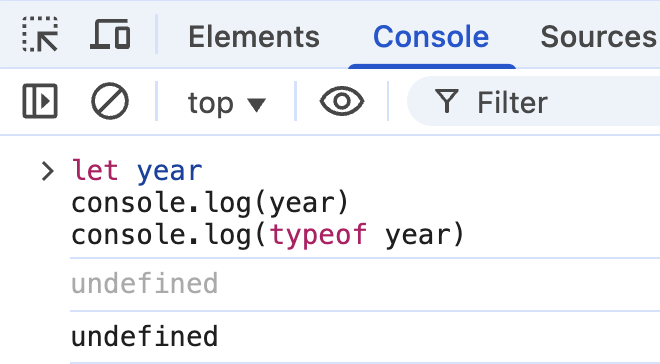 Elements Console Sources
top Filter
let year
console.log(year)
console.log(typeof year)
undefined
undefined